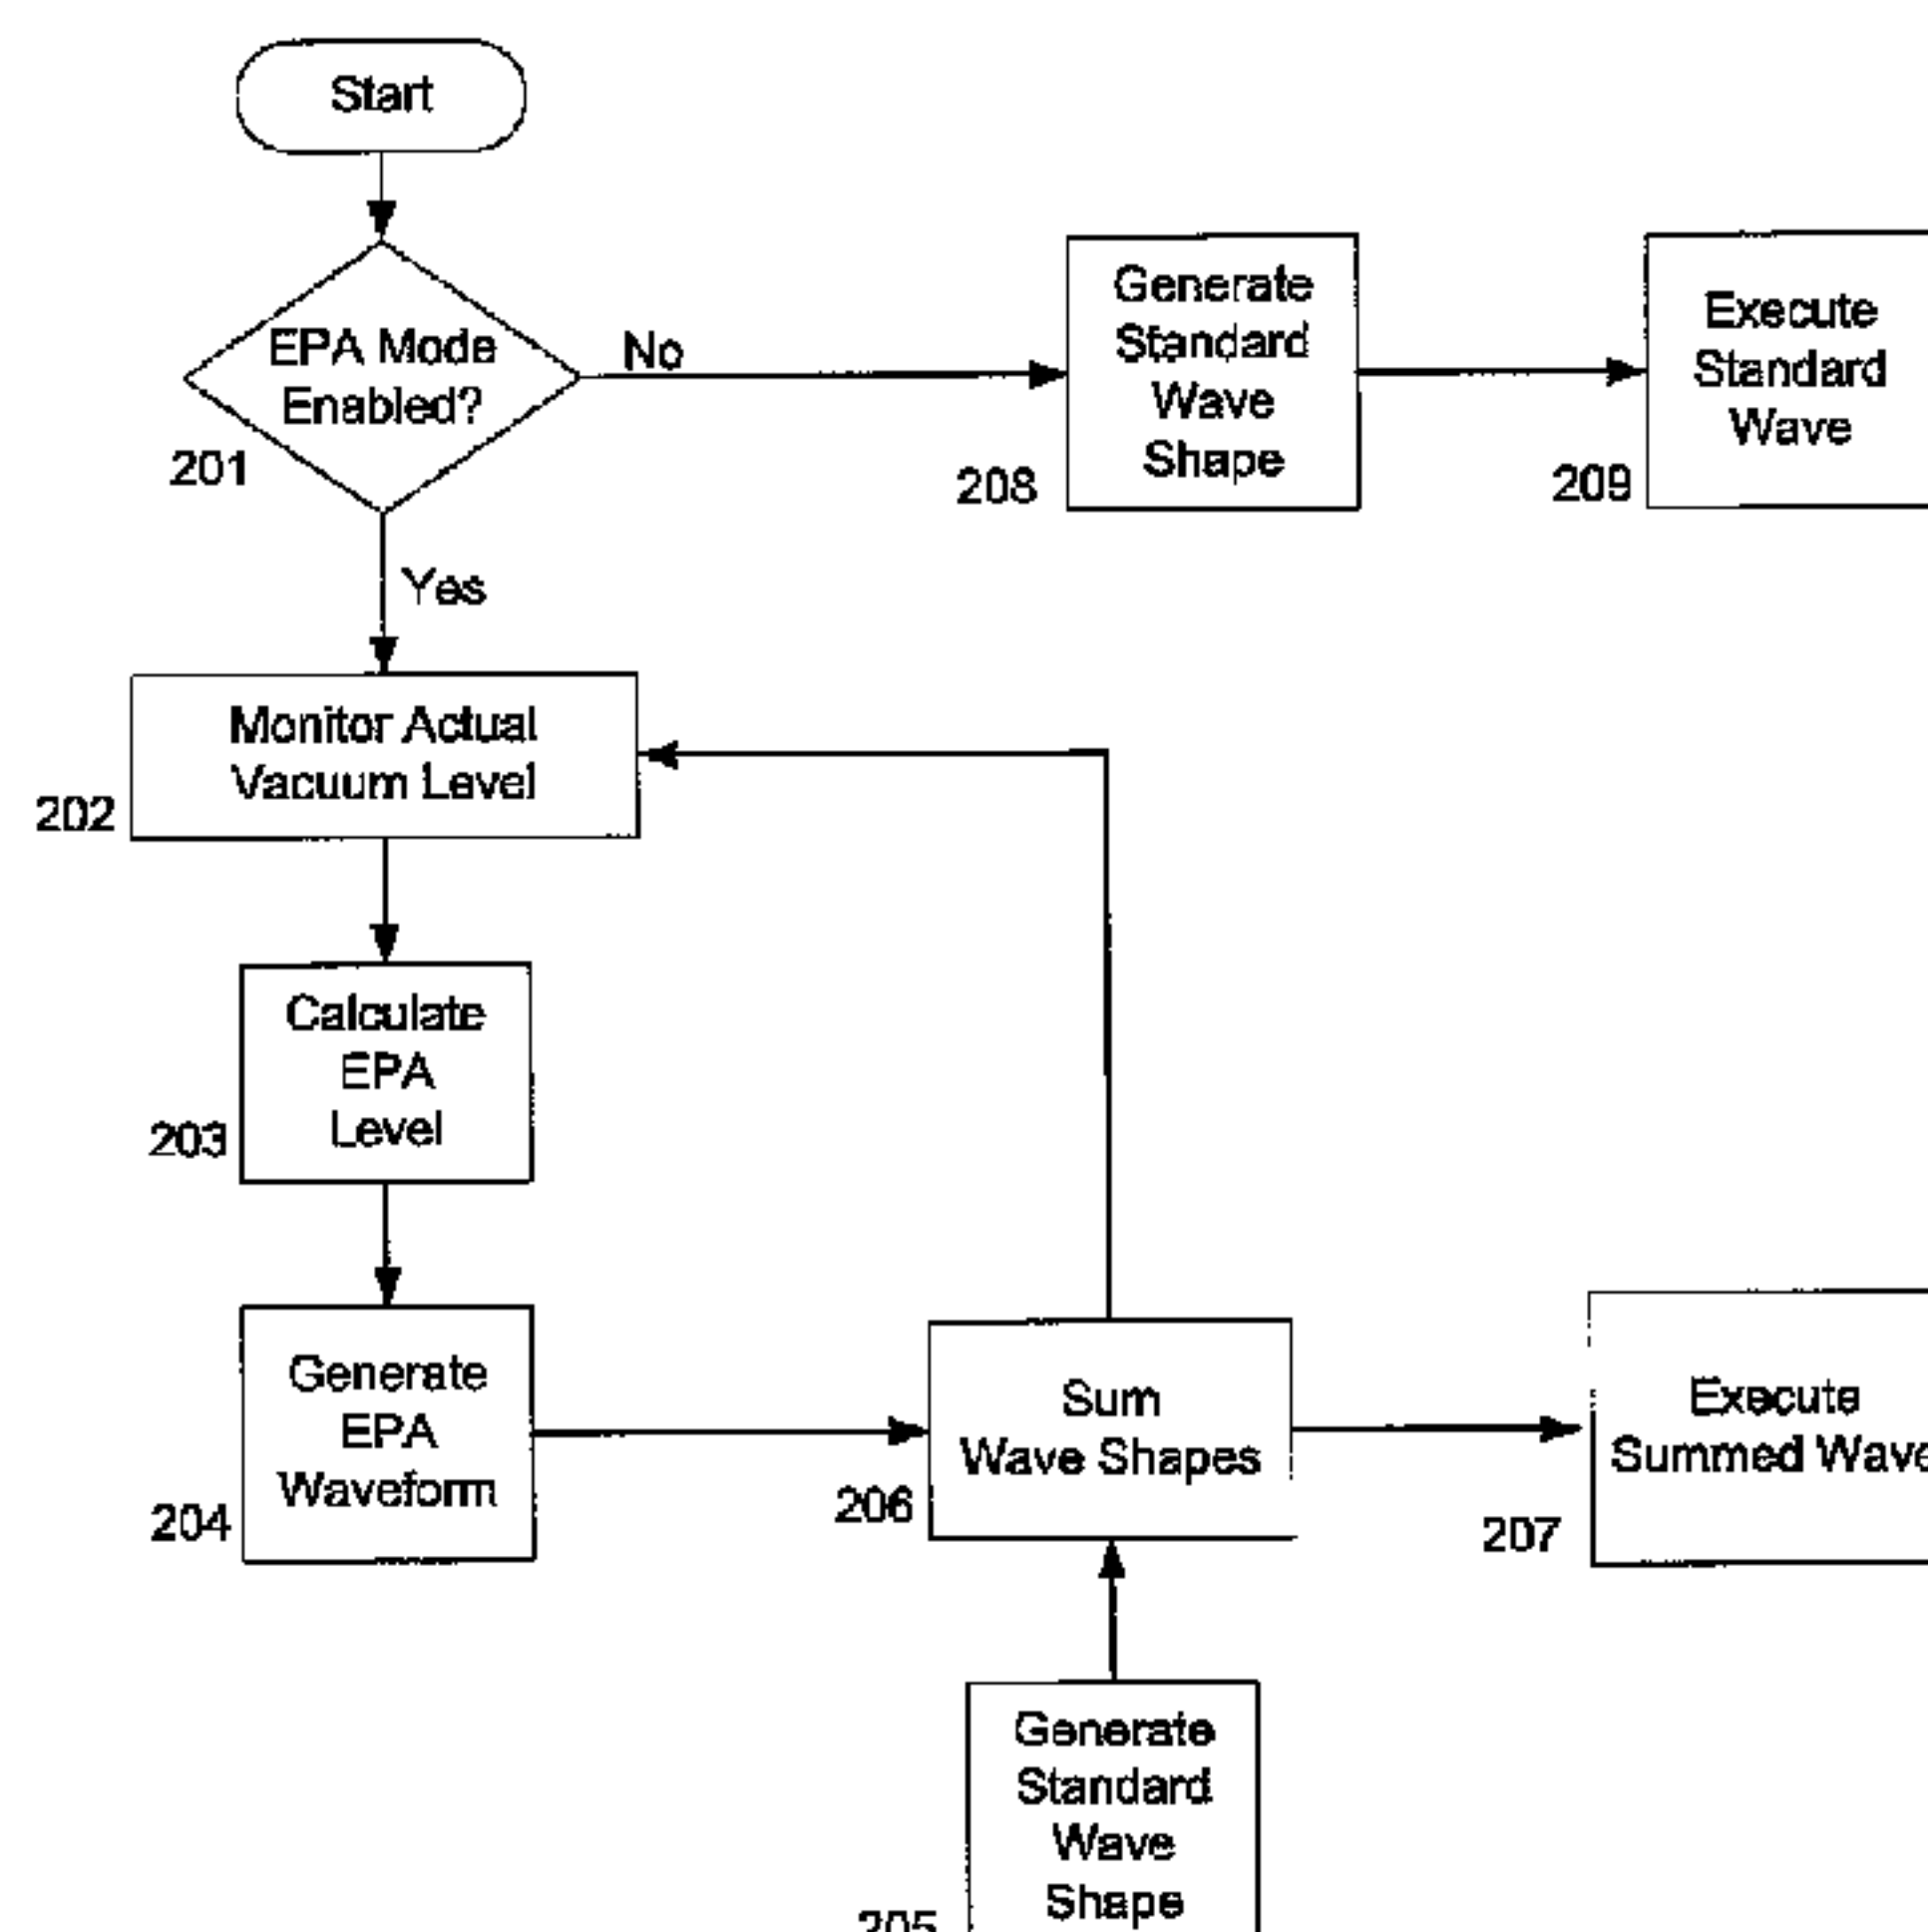 Start
EPA Mode
Enabled?
201
No
Generate
Standard
Wave
Shape
208
Execute
Standard
Wave
209
Yes
Monitor Actual
Vacuum Level
202
Calculate
EPA
Level
203
Generate
EPA
Waveform
204
Sum
Wave Shapes
206
Execute
Summed Wave
207
Generate
Standard
Wave
Shape
205